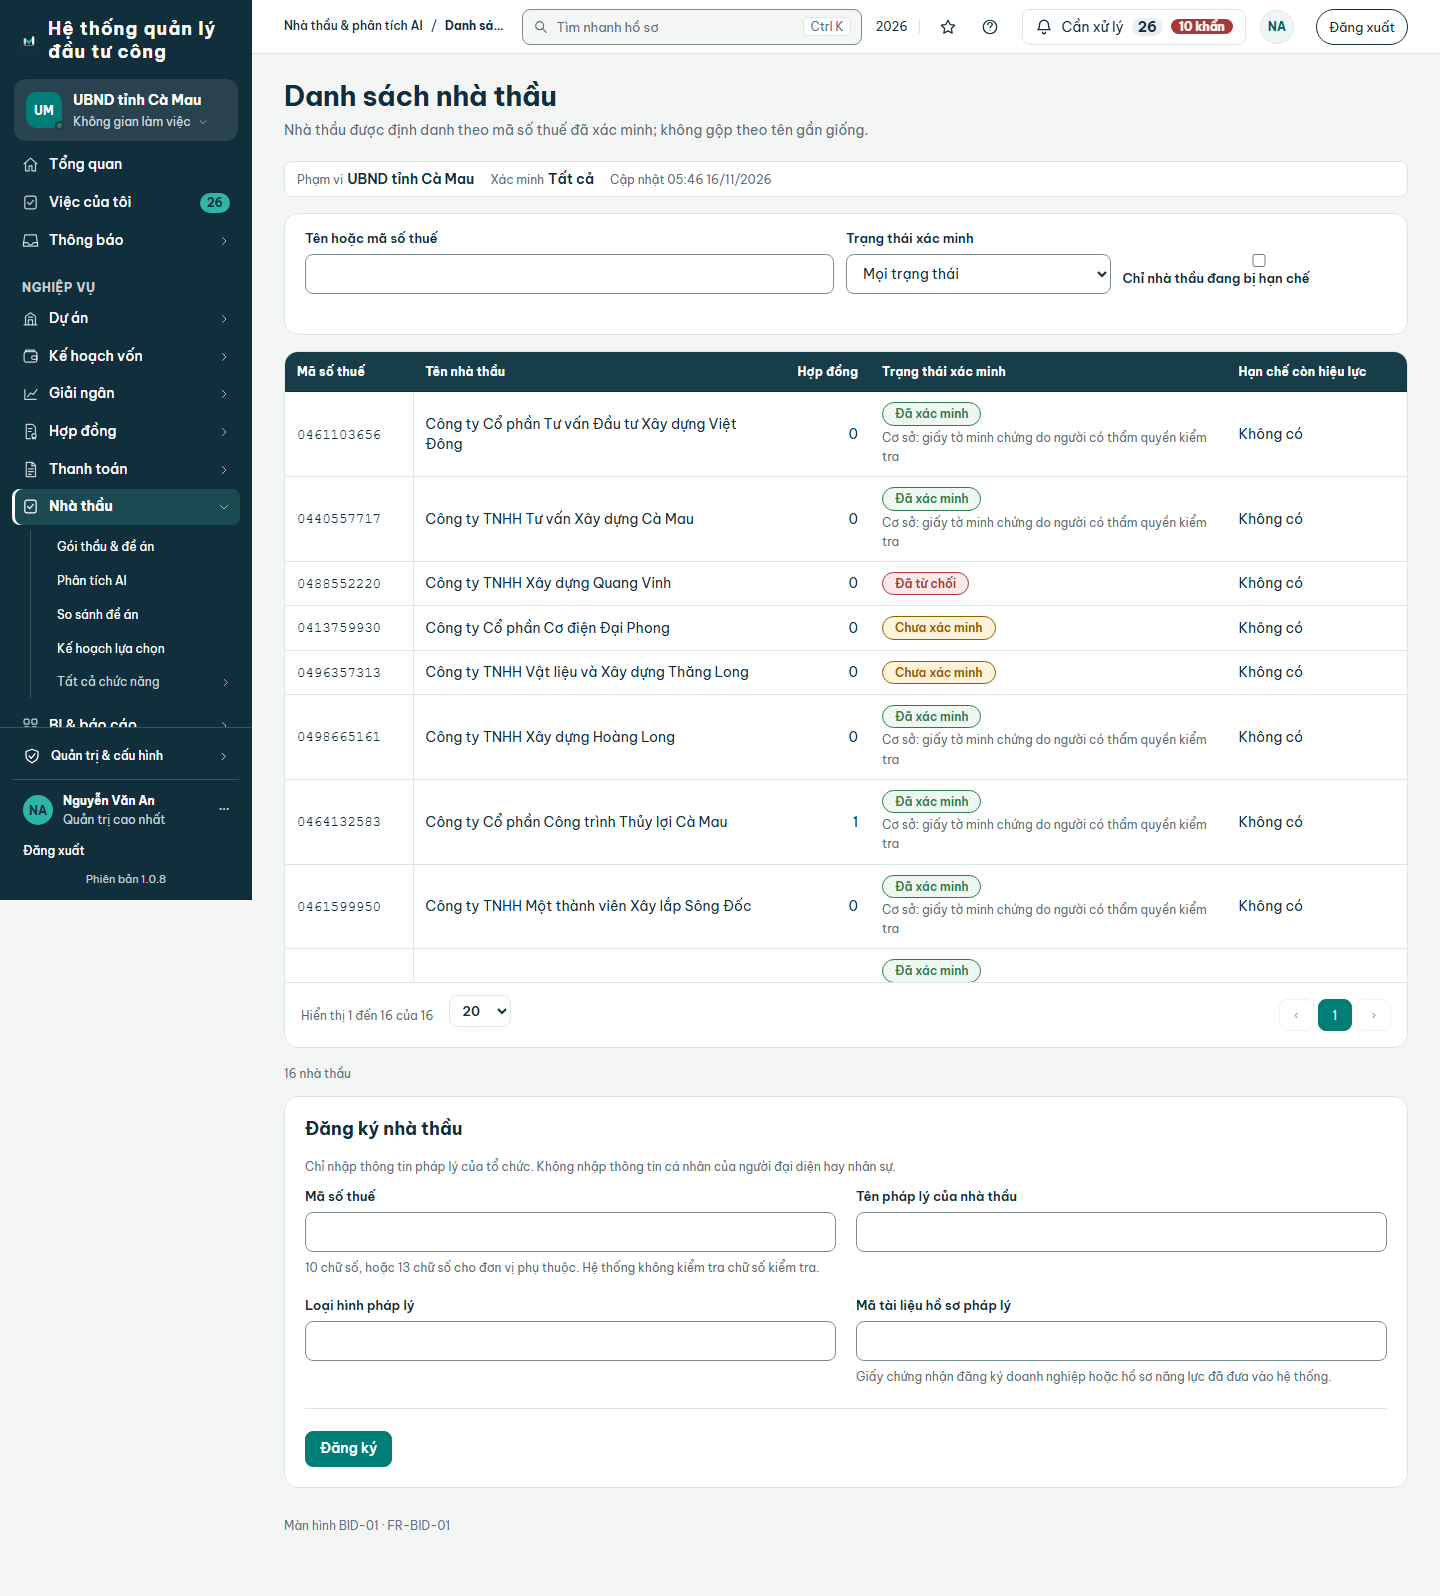 Hệ thống quản lý
đầu tư công
UM
UBND tỉnh Cà Mau
Không gian làm việc
Tổng quan
Việc của tôi 26
Thông báo
NGHIỆP VỤ
Dự án
Kế hoạch vốn
Giải ngân
Hợp đồng
Thanh toán
Nhà thầu
Gói thầu & đề án
Phân tích AI
So sánh đề án
Kế hoạch lựa chọn
Tất cả chức năng
BI & báo cáo
Quản trị & cấu hình
NA
Nguyễn Văn An
Quản trị cao nhất
...
Đăng xuất
Phiên bản 1.0.8
Nhà thầu & phân tích AI / Danh sá... Tìm nhanh hồ sơ Ctrl K 2026 Cần xử lý 26 10 khẩn NA Đăng xuất
Danh sách nhà thầu
Nhà thầu được định danh theo mã số thuế đã xác minh; không gộp theo tên gần giống.
Phạm vi UBND tỉnh Cà Mau Xác minh Tất cả Cập nhật 05:46 16/11/2026
Tên hoặc mã số thuế Trạng thái xác minh
Mọi trạng thái
Chỉ nhà thầu đang bị hạn chế
Mã số thuế Tên nhà thầu Hợp đồng Trạng thái xác minh Hạn chế còn hiệu lực
0461103656 Công ty Cổ phần Tư vấn Đầu tư Xây dựng Việt Đông 0 Đã xác minh Cơ sở: giấy tờ minh chứng do người có thẩm quyền kiểm tra Không có
0440557717 Công ty TNHH Tư vấn Xây dựng Cà Mau 0 Đã xác minh Cơ sở: giấy tờ minh chứng do người có thẩm quyền kiểm tra Không có
0488552220 Công ty TNHH Xây dựng Quang Vinh 0 Đã từ chối Không có
0413759930 Công ty Cổ phần Cơ điện Đại Phong 0 Chưa xác minh Không có
0496357313 Công ty TNHH Vật liệu và Xây dựng Thăng Long 0 Chưa xác minh Không có
0498665161 Công ty TNHH Xây dựng Hoàng Long 0 Đã xác minh Cơ sở: giấy tờ minh chứng do người có thẩm quyền kiểm tra Không có
0464132583 Công ty Cổ phần Công trình Thủy lợi Cà Mau 1 Đã xác minh Cơ sở: giấy tờ minh chứng do người có thẩm quyền kiểm tra Không có
0461599950 Công ty TNHH Một thành viên Xây lắp Sông Đốc 0 Đã xác minh Cơ sở: giấy tờ minh chứng do người có thẩm quyền kiểm tra Không có
Đã xác minh
Hiển thị 1 đến 16 của 16 20 ‹ 1 ›
16 nhà thầu
Đăng ký nhà thầu
Chỉ nhập thông tin pháp lý của tổ chức. Không nhập thông tin cá nhân của người đại diện hay nhân sự.
Mã số thuế Tên pháp lý của nhà thầu
10 chữ số, hoặc 13 chữ số cho đơn vị phụ thuộc. Hệ thống không kiểm tra chữ số kiểm tra.
Loại hình pháp lý Mã tài liệu hồ sơ pháp lý
Giấy chứng nhận đăng ký doanh nghiệp hoặc hồ sơ năng lực đã đưa vào hệ thống.
Đăng ký
Màn hình BID-01 · FR-BID-01